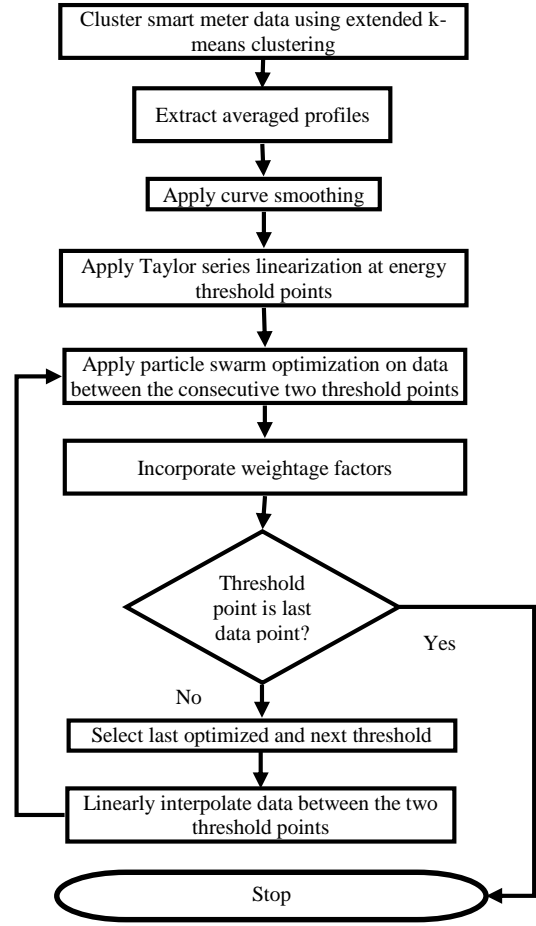 Cluster smart meter data using extended k-
means clustering
Extract averaged profiles
Apply curve smoothing
Apply Taylor series linearization at energy
threshold points
Apply particle swarm optimization on data
between the consecutive two threshold points
Incorporate weightage factors
Threshold
point is last
data point?
Yes
No
Select last optimized and next threshold
Linearly interpolate data between the two
threshold points
Stop